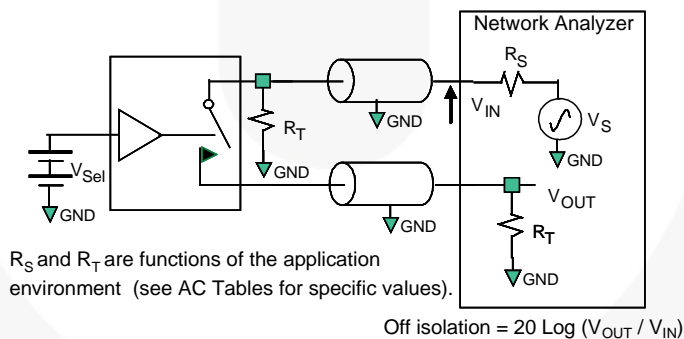 Network Analyzer
R_S
V_IN
V_S
GND
GND
R_T
GND
GND
V_Sel
GND
V_OUT
GND
R_T
GND
R_S and R_T are functions of the application
environment (see AC Tables for specific values).
Off isolation = 20 Log (V_OUT / V_IN)